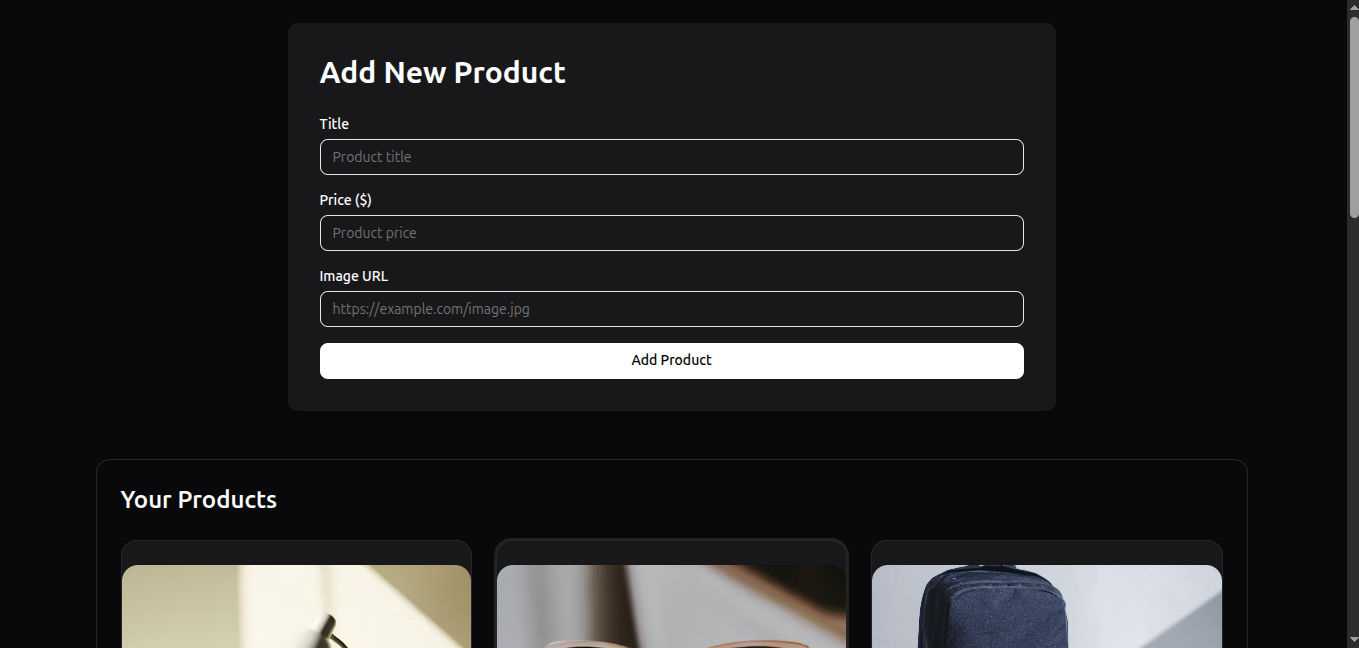 Add New Product
Title
Product title
Price ($)
Product price
Image URL
https://example.com/image.jpg
Add Product
Your Products